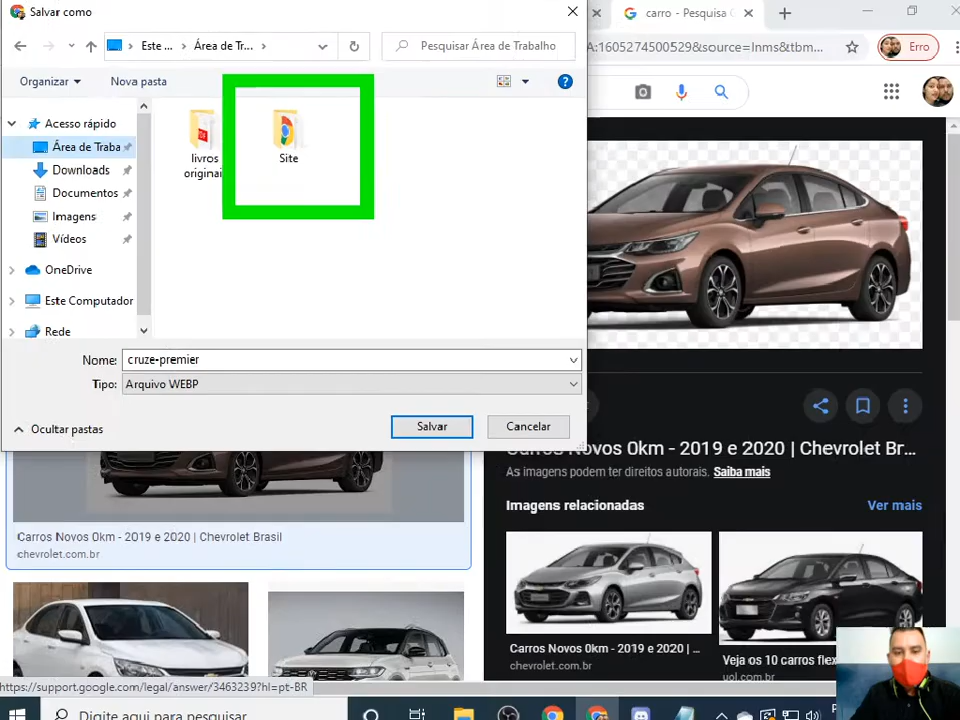 Salvar como
carro - Pesquisa G
Este ...
Área de Tr...
Pesquisar Área de Trabalho
A:1605274500529&source=lnms&tbm...
Erro
Organizar
Nova pasta
Acesso rápido
Área de Traba
Downloads
Documentos
Imagens
Vídeos
OneDrive
Este Computador
Rede
livros
originai
Site
Nome:
cruze-premier
Tipo:
Arquivo WEBP
Ocultar pastas
Salvar
Cancelar
Carros Novos 0km - 2019 e 2020 | Chevrolet Br...
As imagens podem ter direitos autorais. Saiba mais
Imagens relacionadas
Ver mais
Carros Novos 0km - 2019 e 2020 | Chevrolet Brasil
chevrolet.com.br
Carros Novos 0km - 2019 e 2020 | ...
chevrolet.com.br
Veja os 10 carros flex
uol.com.br
https://support.google.com/legal/answer/3463239?hl=pt-BR
Digite aqui para pesquisar